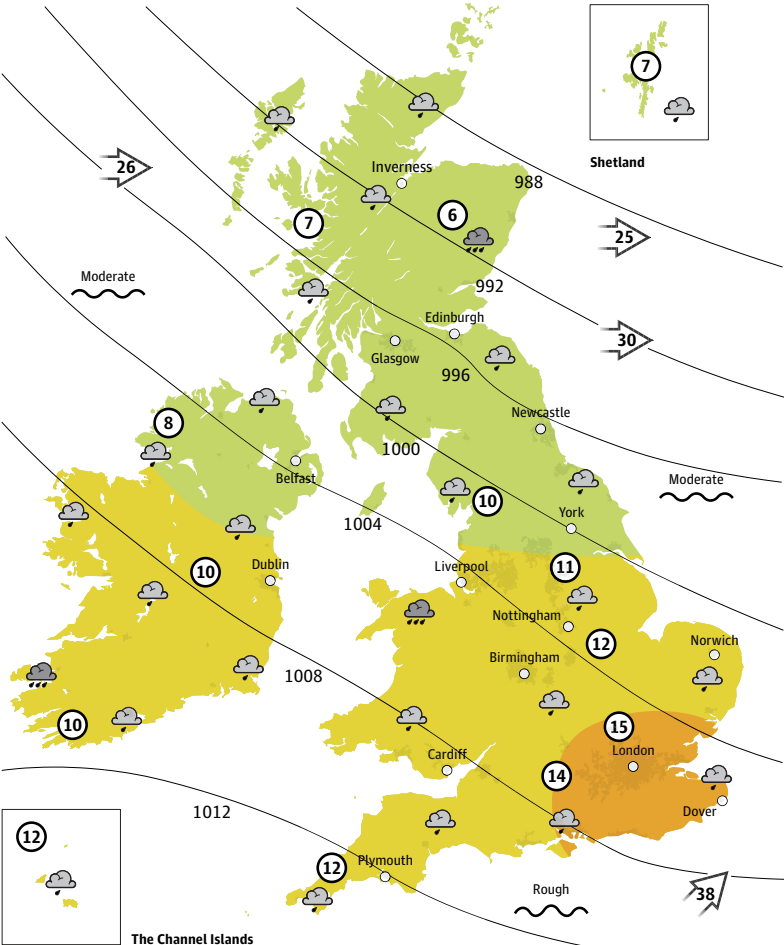 7
Shetland
26
Inverness
988
6
7
25
Moderate
992
Edinburgh
30
Glasgow
996
Newcastle
8
1000
Belfast
Moderate
10
York
1004
Dublin
Liverpool
11
10
Nottingham
12
Norwich
Birmingham
1008
10
15
London
Cardiff
14
1012
Dover
12
12
Plymouth
Rough
38
The Channel Islands